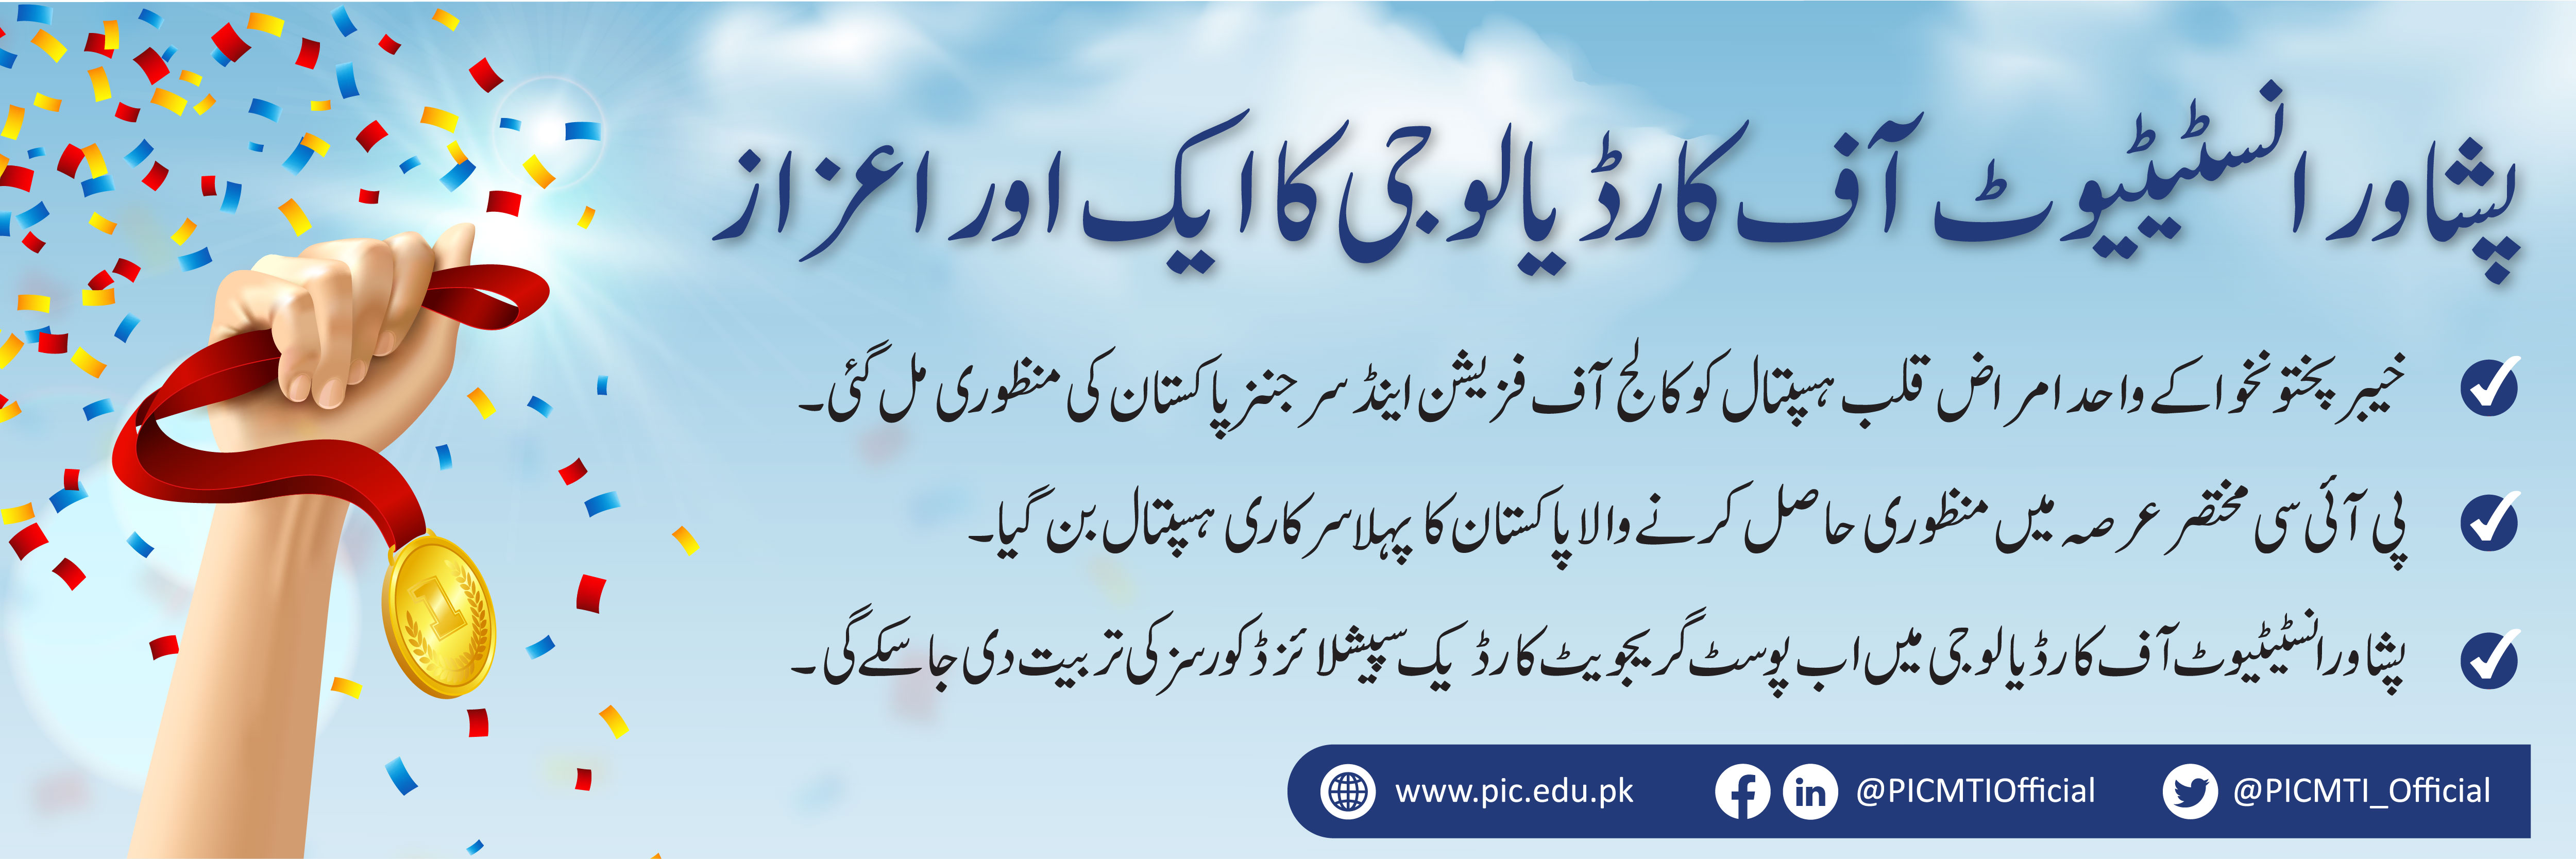 پشاور انسٹیٹیوٹ آف کارڈیالوجی کا ایک اور اعزاز
خیبر پختونخوا کے واحد امراض قلب ہسپتال کو کالج آف فزیشن اینڈ سرجننز پاکستان کی منظوری مل گئی۔
پی آئی سی مختصر عرصہ میں منظوری حاصل کرنے والا پاکستان کا پہلا سرکاری ہسپتال بن گیا۔
پشاور انسٹیٹیوٹ آف کارڈیالوجی میں اب پوسٹ گریجویٹ کارڈیک سپیشلائزڈ کورسز کی تربیت دی جاسکے گی۔
www.pic.edu.pk @PICMTIOfficial @PICMTI_Official